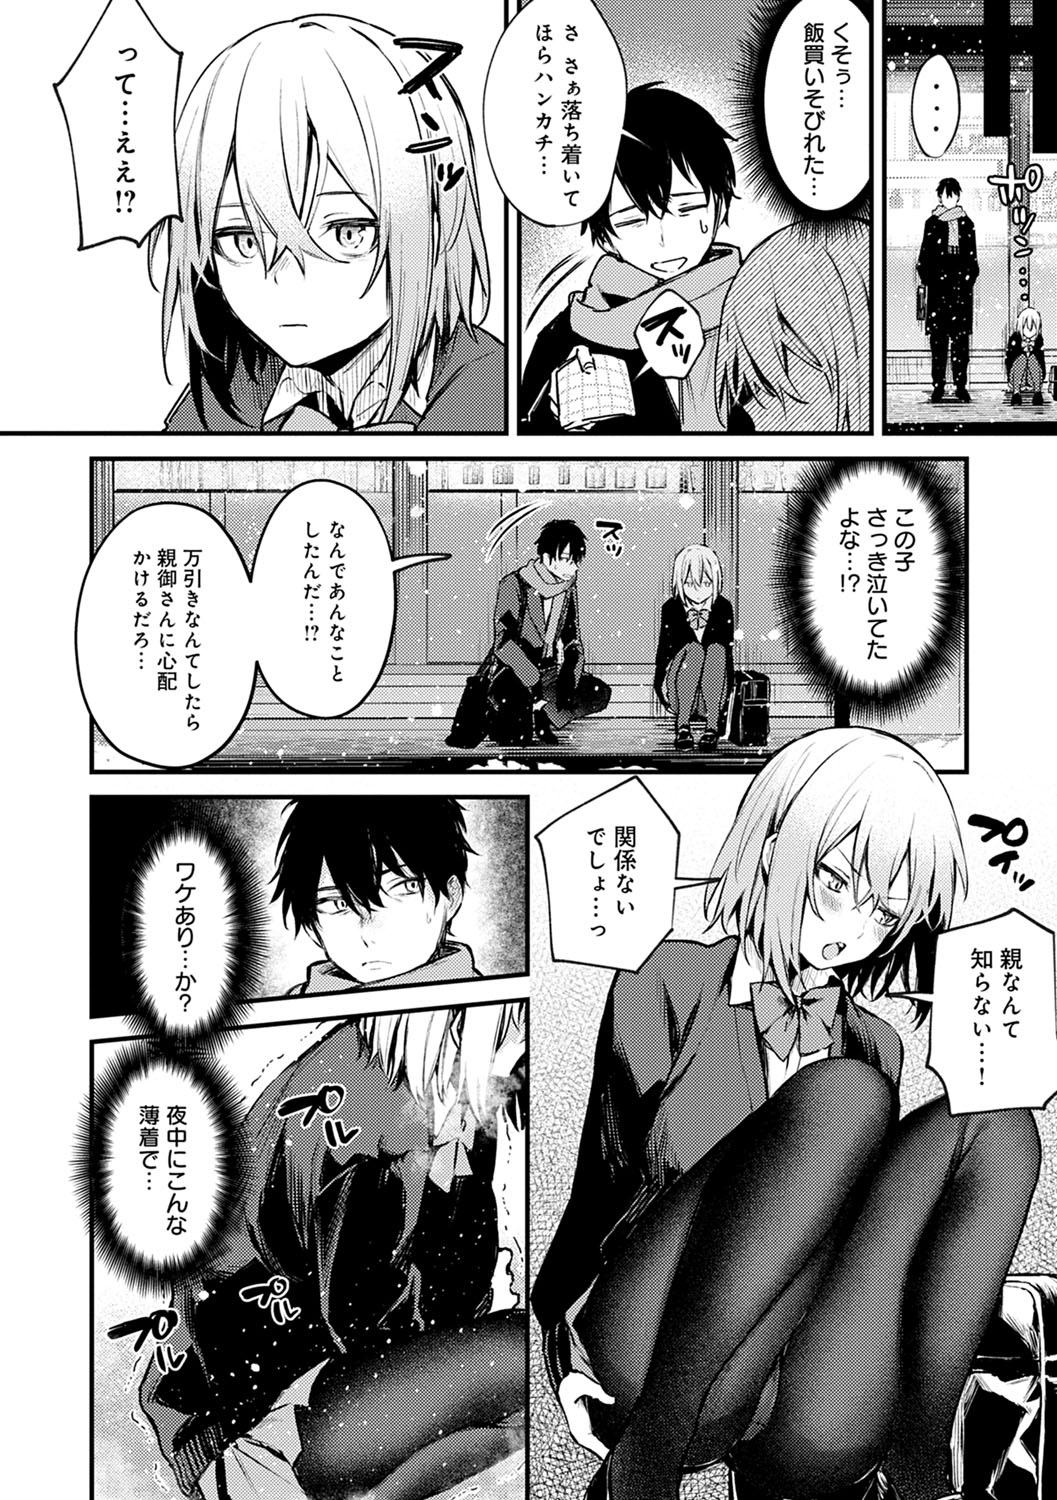 ・・・
ポツン…
くそぅ…
飯買いそびれた…
さ さぁ落ち着いて
ほらハンカチ…
スッ
って…ええ!?
この子
さっき泣いてた
よな…!?
スッ
なんであんなこと
したんだ…!?
万引きなんてしたら
親御さんに心配
かけるだろ…
プイッ
親なんて
知らない…!
関係ない
でしょ…っ
ワケあり…か?
夜中にこんな
薄着で…
プル
プル
プル